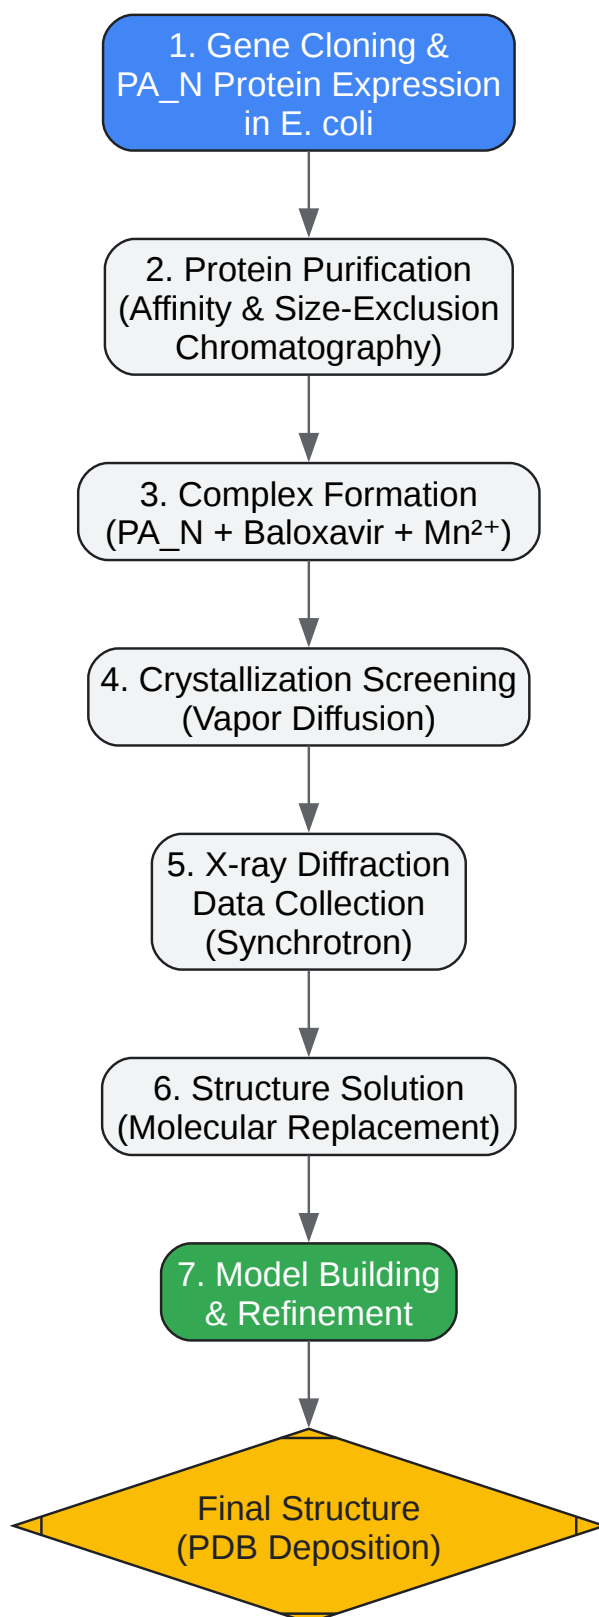 1. Gene Cloning &
PA_N Protein Expression
in E. coli
2. Protein Purification
(Affinity & Size-Exclusion
Chromatography)
3. Complex Formation
(PA_N + Baloxavir + Mn²⁺)
4. Crystallization Screening
(Vapor Diffusion)
5. X-ray Diffraction
Data Collection
(Synchrotron)
6. Structure Solution
(Molecular Replacement)
7. Model Building
& Refinement
Final Structure
(PDB Deposition)